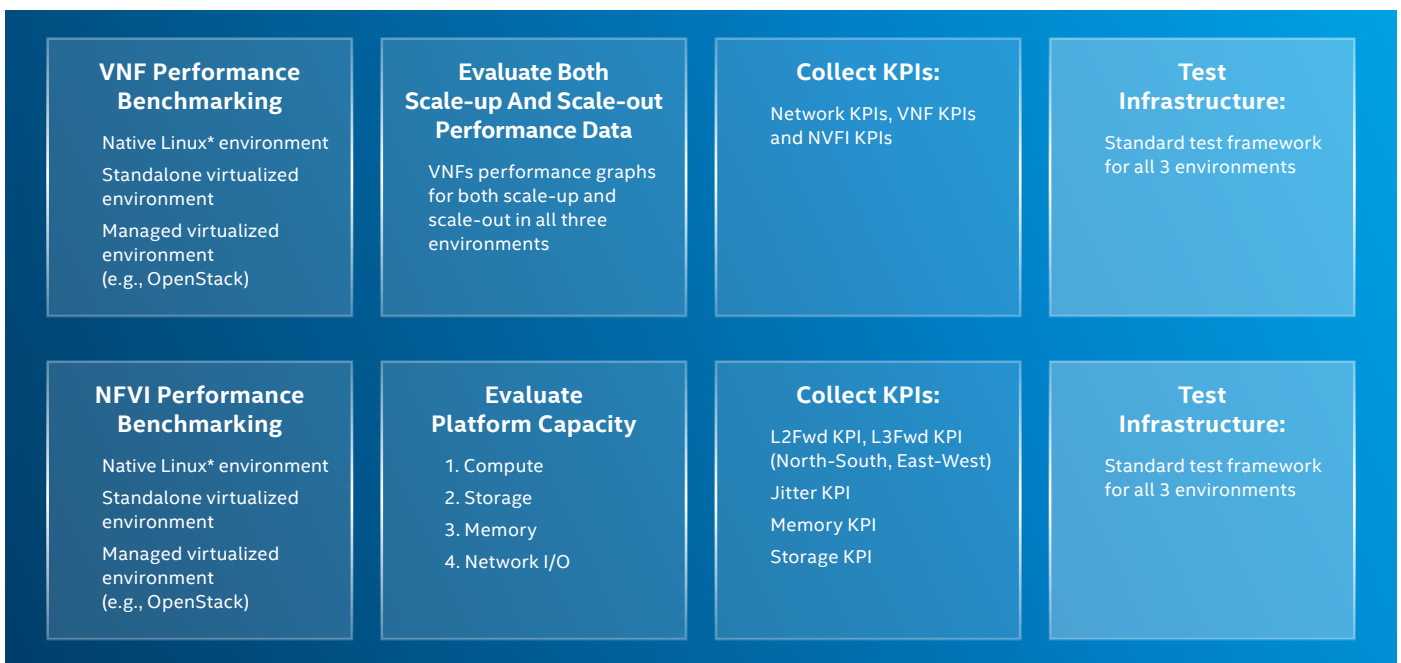 VNF Performance
Benchmarking
Native Linux* environment
Standalone virtualized
environment
Managed virtualized
environment
(e.g., OpenStack)
Evaluate Both
Scale-up And Scale-out
Performance Data
VNFs performance graphs
for both scale-up and
scale-out in all three
environments
Collect KPIs:
Network KPIs, VNF KPIs
and NVFI KPIs
Test
Infrastructure:
Standard test framework
for all 3 environments
NFVI Performance
Benchmarking
Native Linux* environment
Standalone virtualized
environment
Managed virtualized
environment
(e.g., OpenStack)
Evaluate
Platform Capacity
1. Compute
2. Storage
3. Memory
4. Network I/O
Collect KPIs:
L2Fwd KPI, L3Fwd KPI
(North-South, East-West)
Jitter KPI
Memory KPI
Storage KPI
Test
Infrastructure:
Standard test framework
for all 3 environments